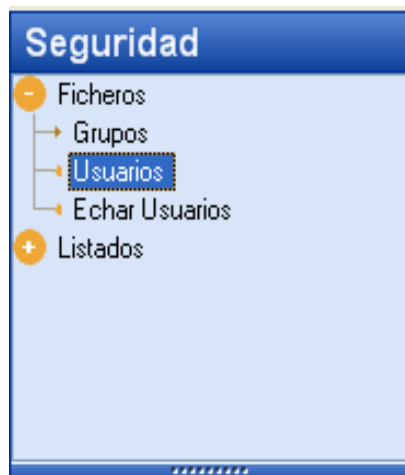 Seguridad
Ficheros
Grupos
Usuarios
Echar Usuarios
Listados